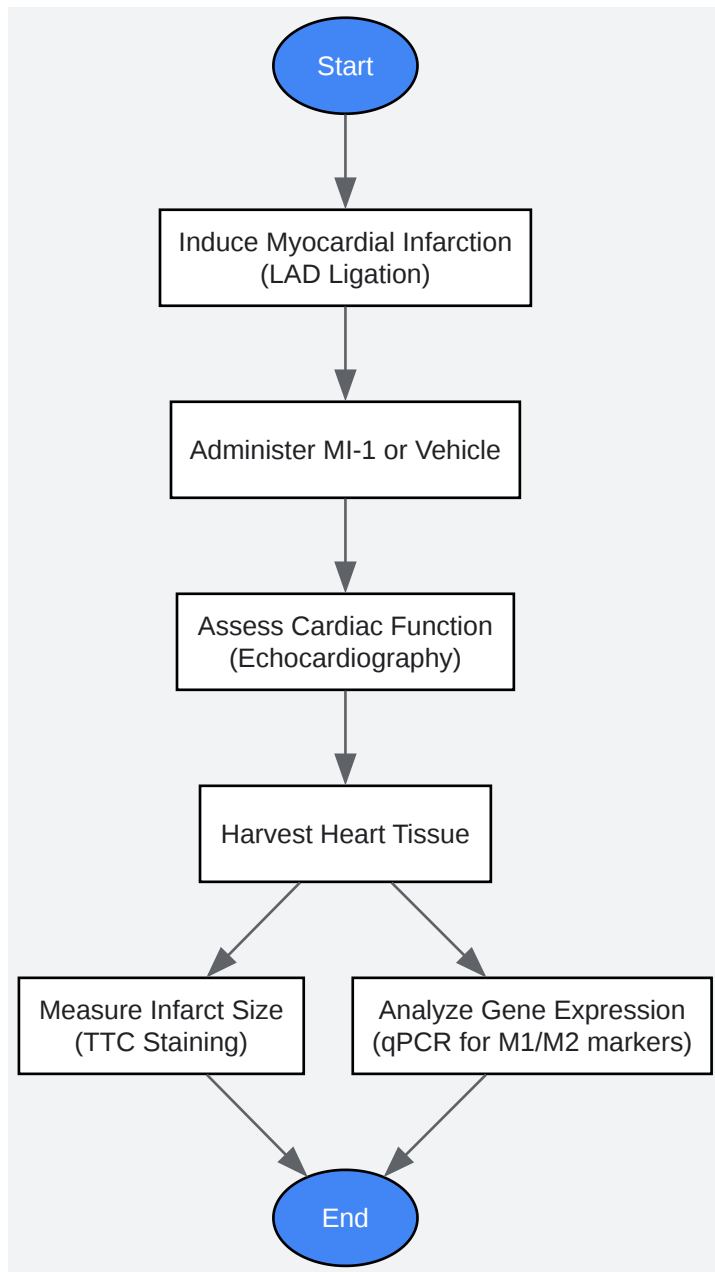 Start
Induce Myocardial Infarction
(LAD Ligation)
Administer MI-1 or Vehicle
Assess Cardiac Function
(Echocardiography)
Harvest Heart Tissue
Measure Infarct Size
(TTC Staining)
Analyze Gene Expression
(qPCR for M1/M2 markers)
End